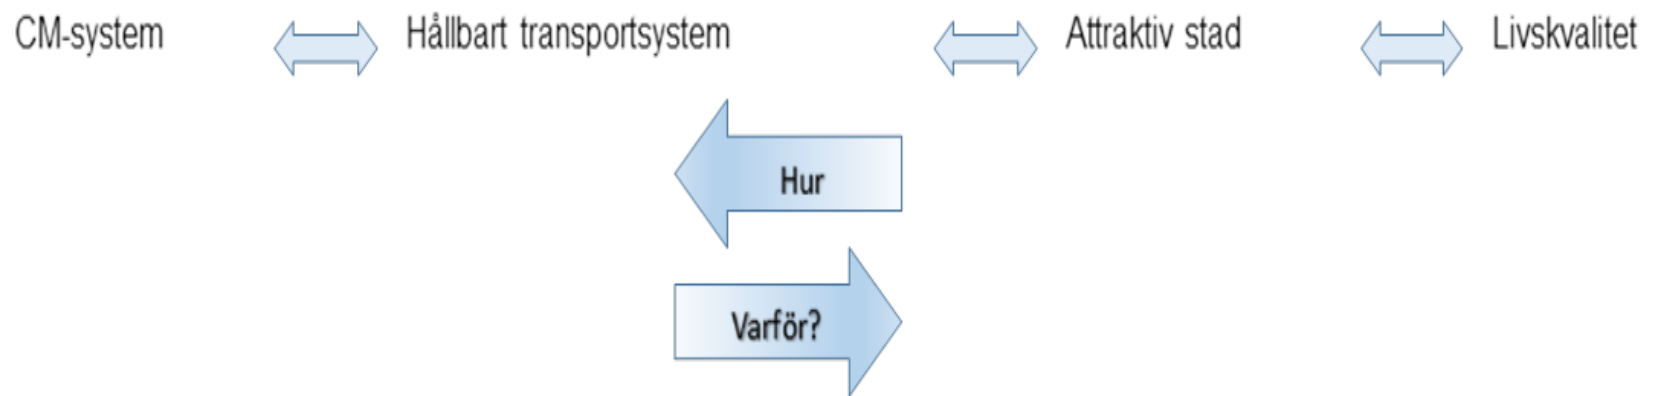 CM-system Hållbart transportsystem Attraktiv stad Livskvalitet
Hur
Varför?